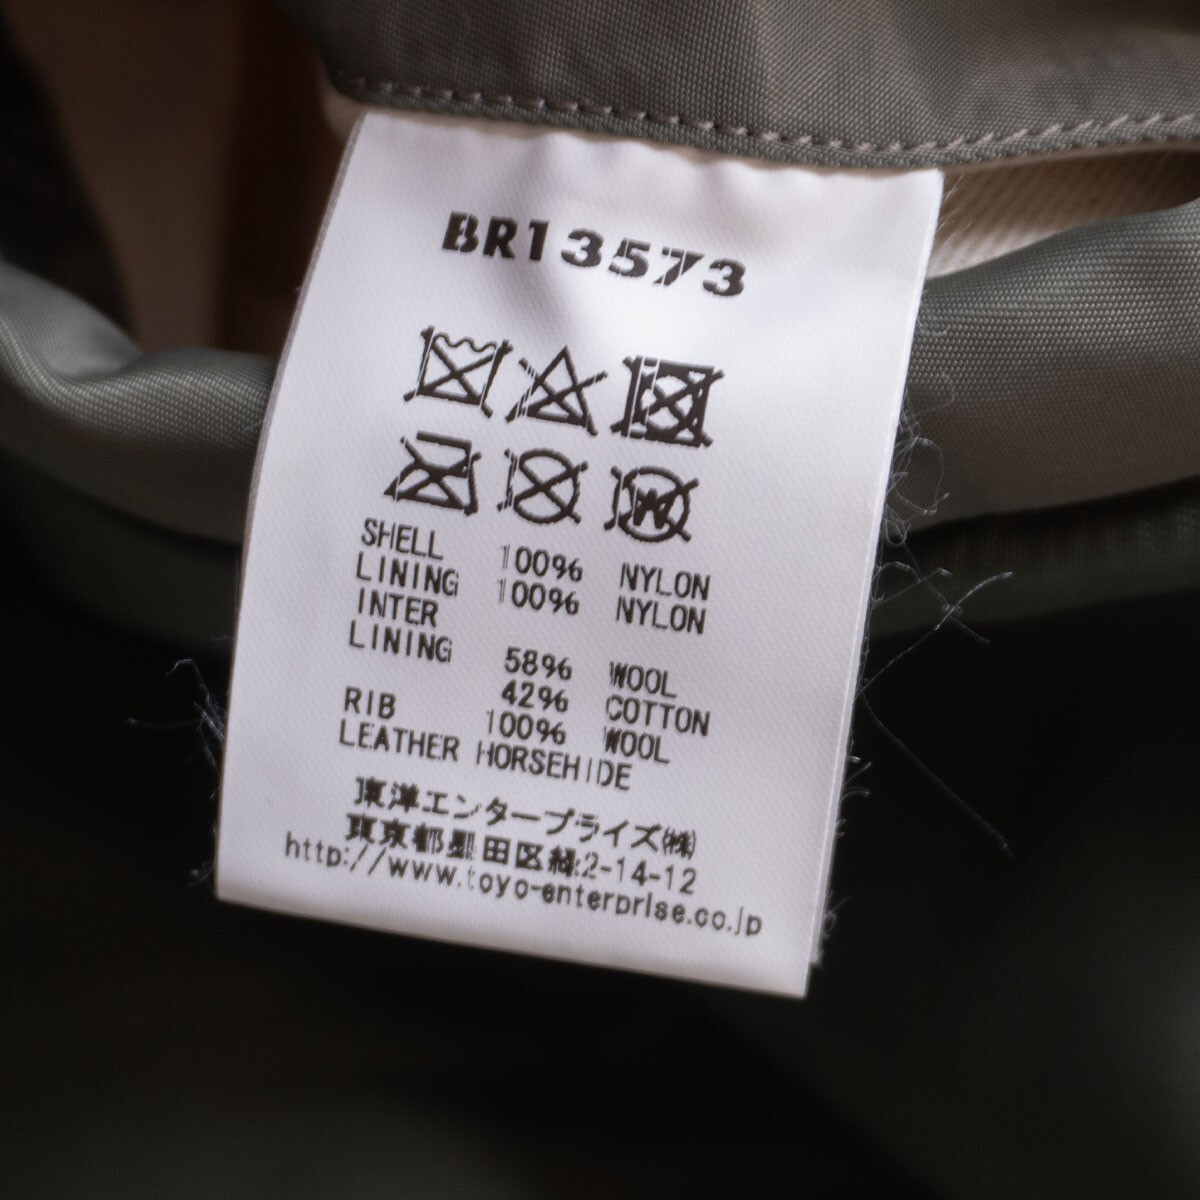 BR13573
W
SHELL 100% NYLON
LINING 100% NYLON
INTER
LINING 58% WOOL
42% COTTON
RIB 100% WOOL
LEATHER HORSEHIDE
東洋エンタープライズ㈱
東京都墨田区緑2-14-12
http://www.toyo-enterprise.co.jp